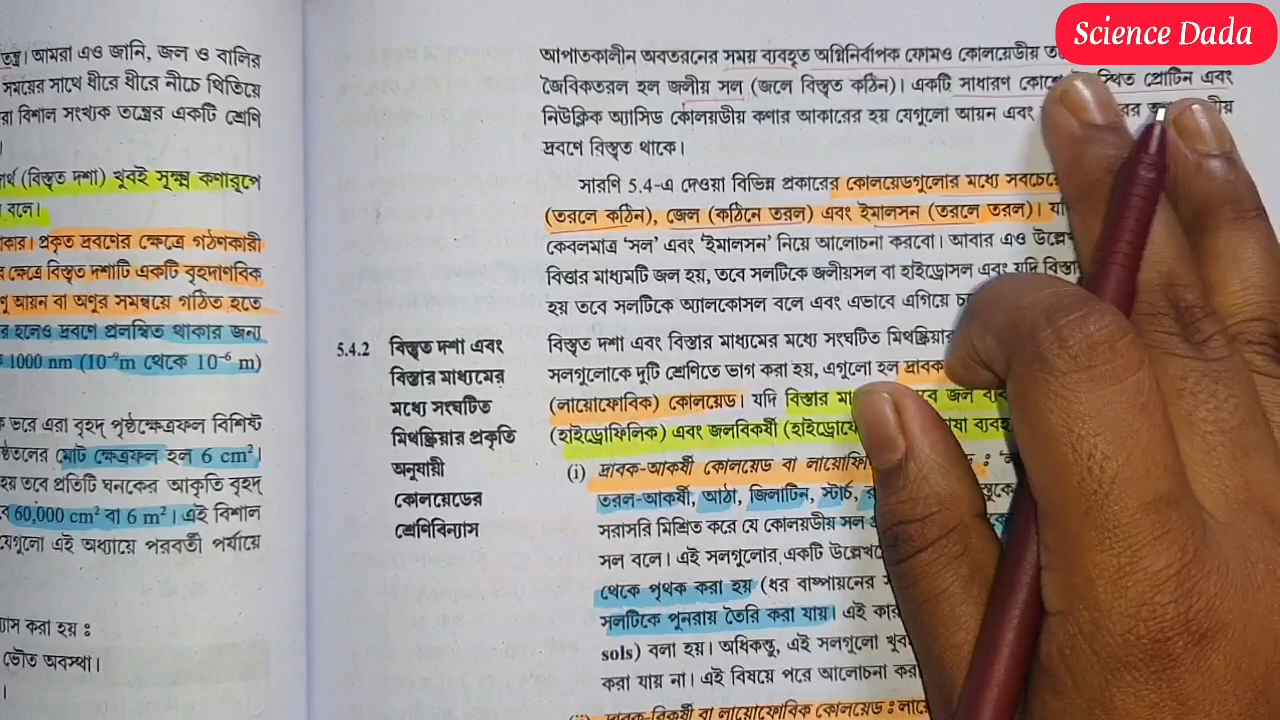 Science Dada
তন্ত্র। আমরা এও জানি, জল ও বালির
সময়ের সাথে ধীরে ধীরে নীচে থিতিয়ে
রা বিশাল সংখ্যক তন্ত্রের একটি শ্রেণি
।
র্থ (বিস্তৃত দশা) খুবই সূক্ষ্ম কণারূপে
বলে।
কার। প্রকৃত দ্রবণের ক্ষেত্রে গঠনকারী
র ক্ষেত্রে বিস্তৃত দশাটি একটি বৃহদাণবিক
ণু আয়ন বা অণুর সমন্বয়ে গঠিত হতে
র হলেও দ্রবণে প্রলম্বিত থাকার জন্য
1000 nm (10⁻⁹m থেকে 10⁻⁶ m)
ক ভরে এরা বৃহদ্ পৃষ্ঠক্ষেত্রফল বিশিষ্ট
ষ্ঠতলের মোট ক্ষেত্রফল হল 6 cm²।
হয় তবে প্রতিটি ঘনকের আকৃতি বৃহদ্
বে 60,000 cm² বা 6 m²। এই বিশাল
যেগুলো এই অধ্যায়ে পরবর্তী পর্যায়ে
্যাস করা হয় ঃ
ভৌত অবস্থা।
।
আপাতকালীন অবতরনের সময় ব্যবহৃত অগ্নিনির্বাপক ফোমও কোলয়েডীয়
জৈবিকতরল হল জলীয় সল (জলে বিস্তৃত কঠিন)। একটি সাধারণ কোশে স্থিত প্রোটিন এবং
নিউক্লিক অ্যাসিড কোলয়ডীয় কণার আকারের হয় যেগুলো আয়ন এবং
দ্রবণে বিস্তৃত থাকে।
সারণি 5.4-এ দেওয়া বিভিন্ন প্রকারের কোলয়েডগুলোর মধ্যে সবচেয়ে
(তরলে কঠিন), জেল (কঠিনে তরল) এবং ইমালসন (তরলে তরল)।
কেবলমাত্র ‘সল’ এবং ‘ইমালসন’ নিয়ে আলোচনা করবো। আবার এও
বিস্তার মাধ্যমটি জল হয়, তবে সলটিকে জলীয়সল বা হাইড্রোসল এবং যদি
হয় তবে সলটিকে অ্যালকোসল বলে এবং এভাবে এগিয়ে
5.4.2 বিস্তৃত দশা এবং
বিস্তার মাধ্যমের
মধ্যে সংঘটিত
মিথষ্ক্রিয়ার প্রকৃতি
অনুযায়ী
কোলয়েডের
শ্রেণিবিন্যাস
বিস্তৃত দশা এবং বিস্তার মাধ্যমের মধ্যে সংঘটিত
সলগুলোকে দুটি শ্রেণিতে ভাগ করা হয়, এগুলো হল দ্রাবক
(লায়োফোবিক) কোলয়েড। যদি বিস্তার জল
(হাইড্রোফিলিক) এবং জলবিকর্ষী
(i) দ্রাবক-আকর্ষী কোলয়েড বা
তরল-আকর্ষী, আঠা, জিলাটিন, স্টার্চ,
সরাসরি মিশ্রিত করে যে কোলয়ডীয় সল
সল বলে। এই সলগুলোর একটি
থেকে পৃথক করা হয় (ধর বাষ্পায়নের
সলটিকে পুনরায় তৈরি করা যায়। এই
sols) বলা হয়। অধিকন্তু, এই সলগুলো
করা যায় না। এই বিষয়ে পরে আলোচনা
দ্রাবক-বিকর্ষী বা লায়োফোবিক কোলয়েড ঃ